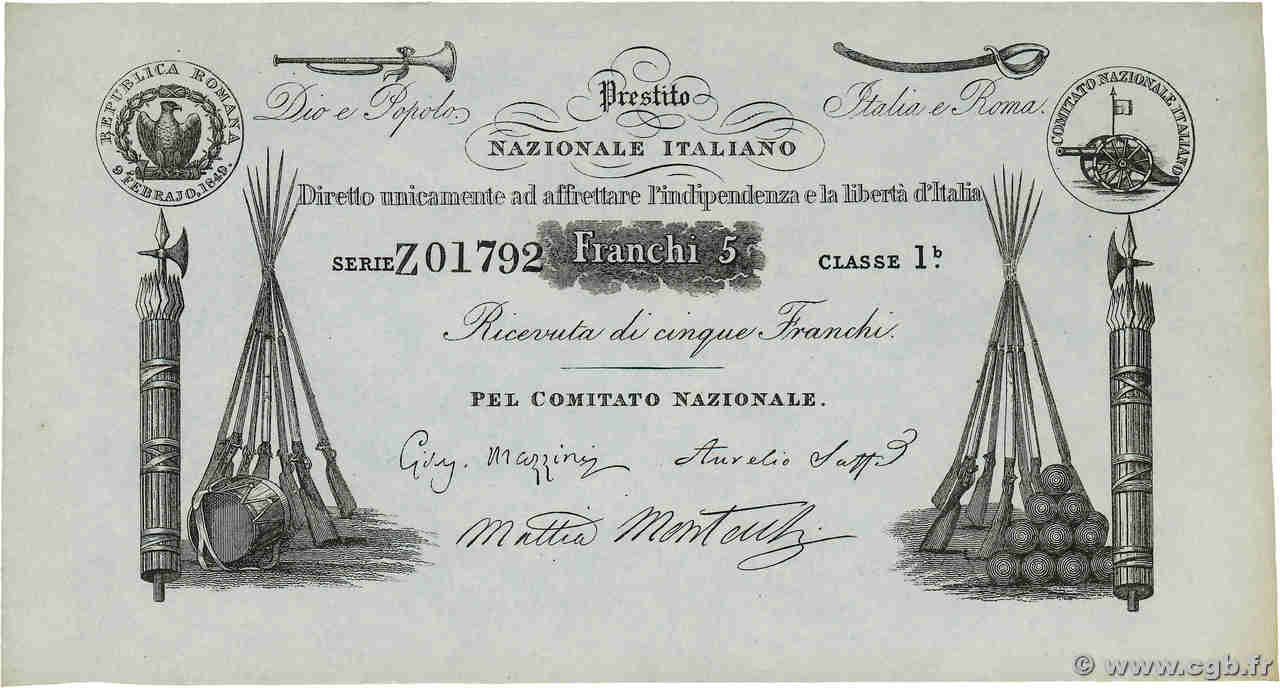 REPUBLICA ROMANA
9 FEBRAJO, 1849.
Dio e Popolo.
Prestito
NAZIONALE ITALIANO
Italia e Roma.
COMITATO NAZIONALE ITALIANO
Diretto unicamente ad affrettare l'indipendenza e la libertà d'Italia
SERIE Z 01792 Franchi 5 CLASSE 1ᵇ.
Ricevuta di cinque Franchi.
PEL COMITATO NAZIONALE.
Mazzini Aurelio Saffi
Mattia Montecchi
© www.cgb.fr